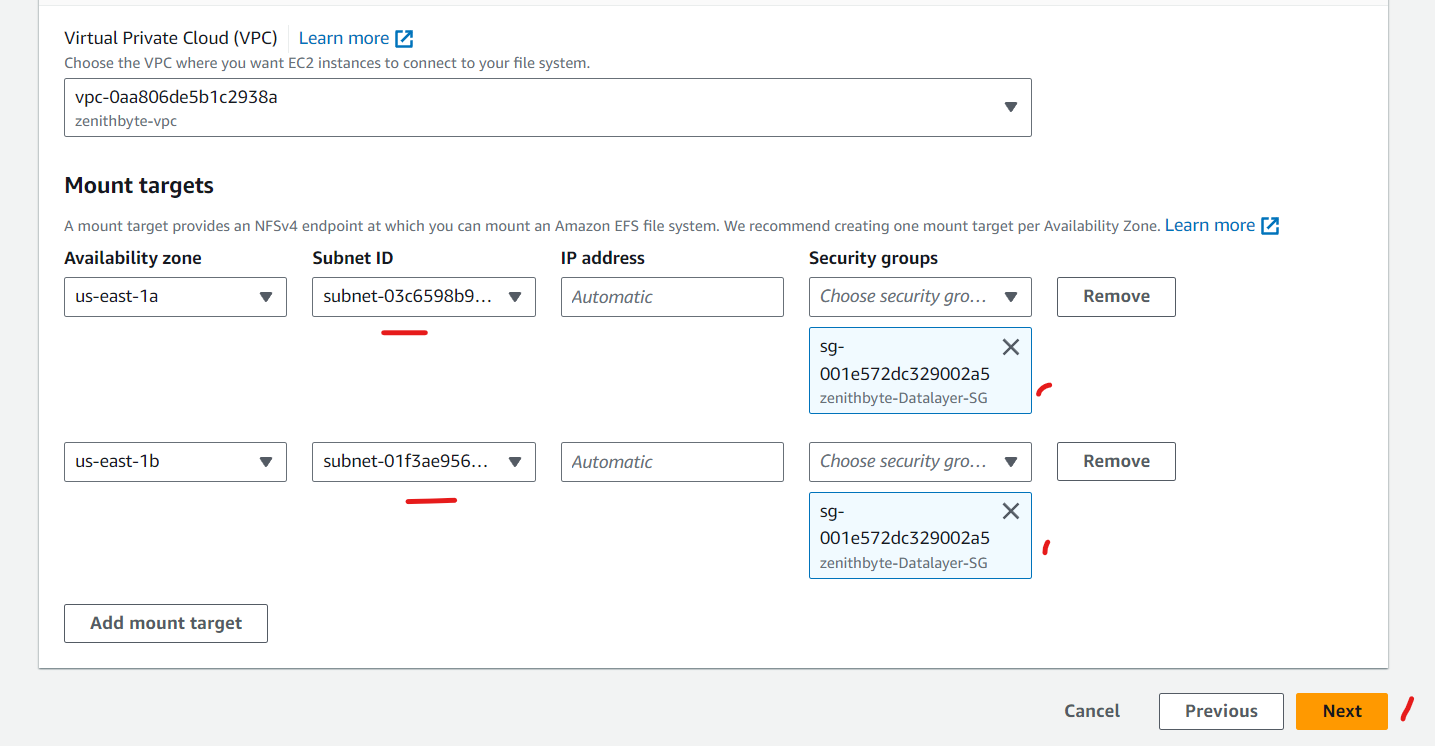 Virtual Private Cloud (VPC) Learn more
Choose the VPC where you want EC2 instances to connect to your file system.
vpc-0aa806de5b1c2938a
zenithbyte-vpc
Mount targets
A mount target provides an NFSv4 endpoint at which you can mount an Amazon EFS file system. We recommend creating one mount target per Availability Zone. Learn more
Availability zone Subnet ID IP address Security groups
us-east-1a subnet-03c6598b9... Automatic Choose security gro... Remove
sg-
001e572dc329002a5
zenithbyte-Datalayer-SG
us-east-1b subnet-01f3ae956... Automatic Choose security gro... Remove
sg-
001e572dc329002a5
zenithbyte-Datalayer-SG
Add mount target
Cancel Previous Next